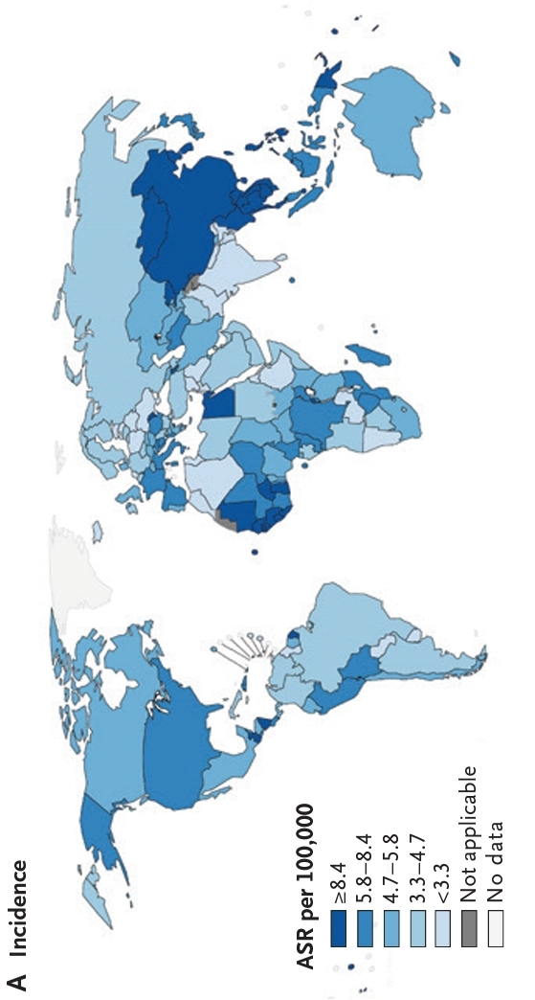 A Incidence
ASR per 100,000
≥8.4
5.8–8.4
4.7–5.8
3.3–4.7
<3.3
Not applicable
No data